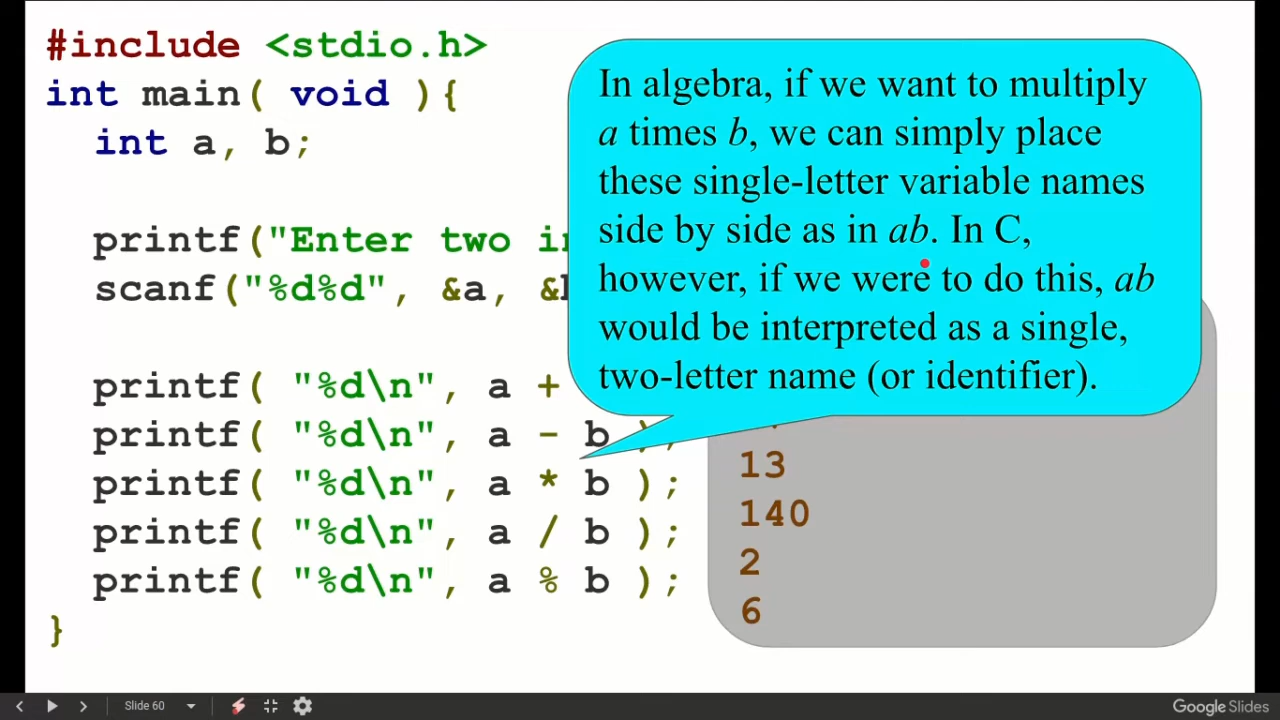 #include <stdio.h>
int main( void ){
int a, b;
printf("Enter two
scanf("%d%d", &a, &
printf( "%d\n", a +
printf( "%d\n", a - b );
printf( "%d\n", a * b );
printf( "%d\n", a / b );
printf( "%d\n", a % b );
}
In algebra, if we want to multiply
a times b, we can simply place
these single-letter variable names
side by side as in ab. In C,
however, if we were to do this, ab
would be interpreted as a single,
two-letter name (or identifier).
13
140
2
6
Slide 60
Google Slides